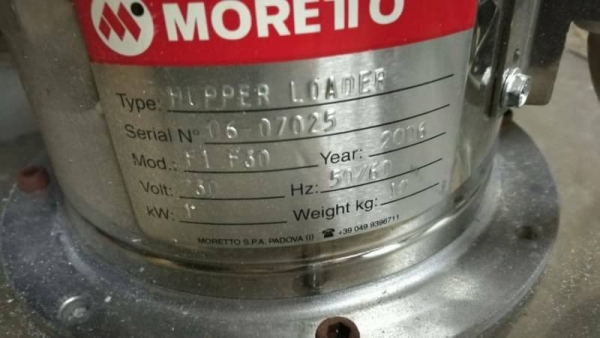 MORETTO
Type: HOPPER LOADER
Serial N° 06-07025
Mod.: F1 F30 Year: 2006
Volt: 230 Hz: 50/60
kW: 1 Weight kg: 10
MORETTO S.P.A. PADOVA (I) ☎ +39 049 9396711